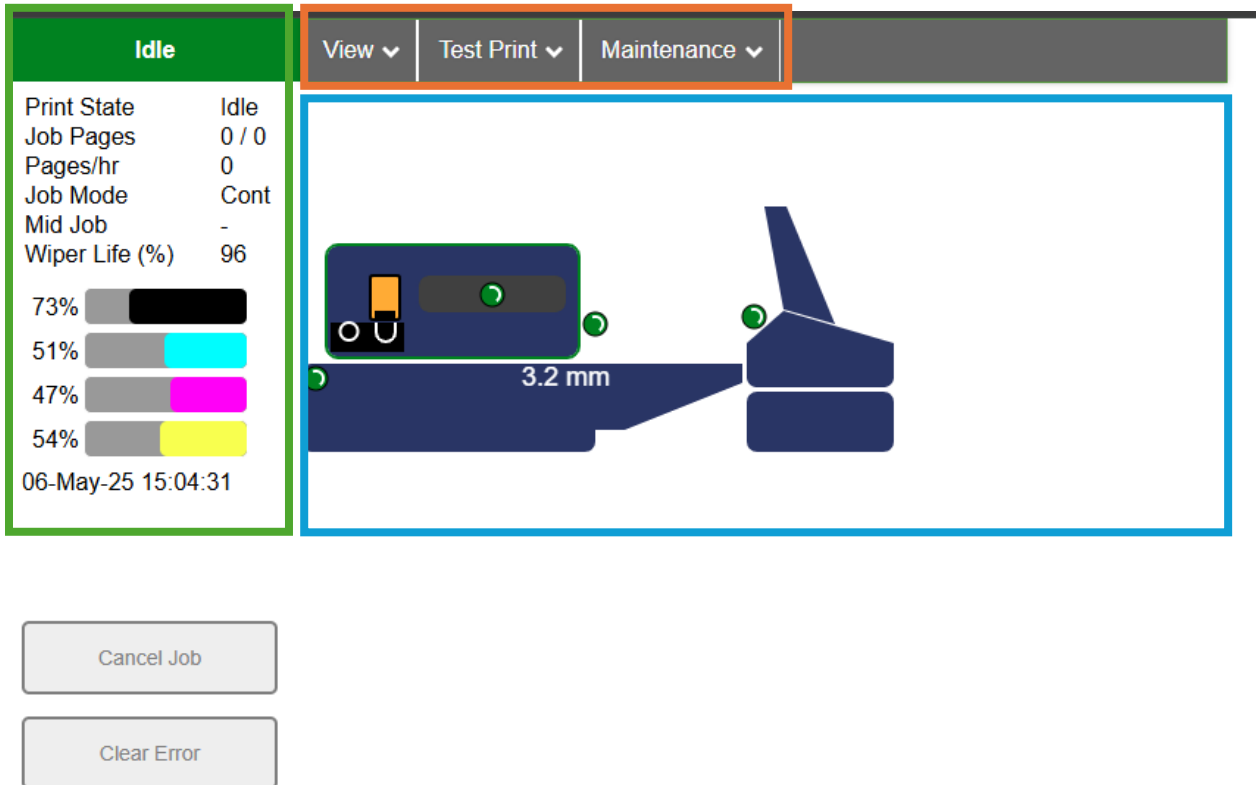 Idle
View
Test Print
Maintenance
Print State Idle
Job Pages 0 / 0
Pages/hr 0
Job Mode Cont
Mid Job -
Wiper Life (%) 96
73%
51%
47%
54%
06-May-25 15:04:31
3.2 mm
Cancel Job
Clear Error